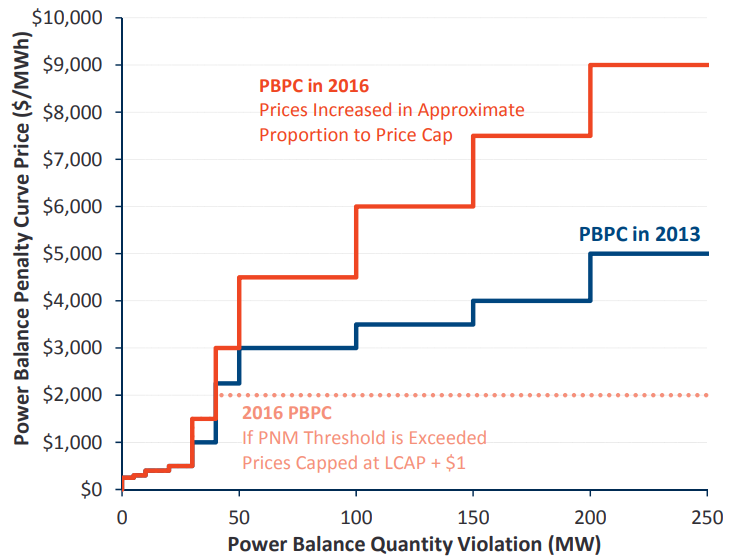 $10,000
$9,000
$8,000
$7,000
$6,000
$5,000
$4,000
$3,000
$2,000
$1,000
$0
Power Balance Penalty Curve Price ($/MWh)
PBPC in 2016
Prices Increased in Approximate
Proportion to Price Cap
PBPC in 2013
2016 PBPC
If PNM Threshold is Exceeded
Prices Capped at LCAP + $1
0 50 100 150 200 250
Power Balance Quantity Violation (MW)